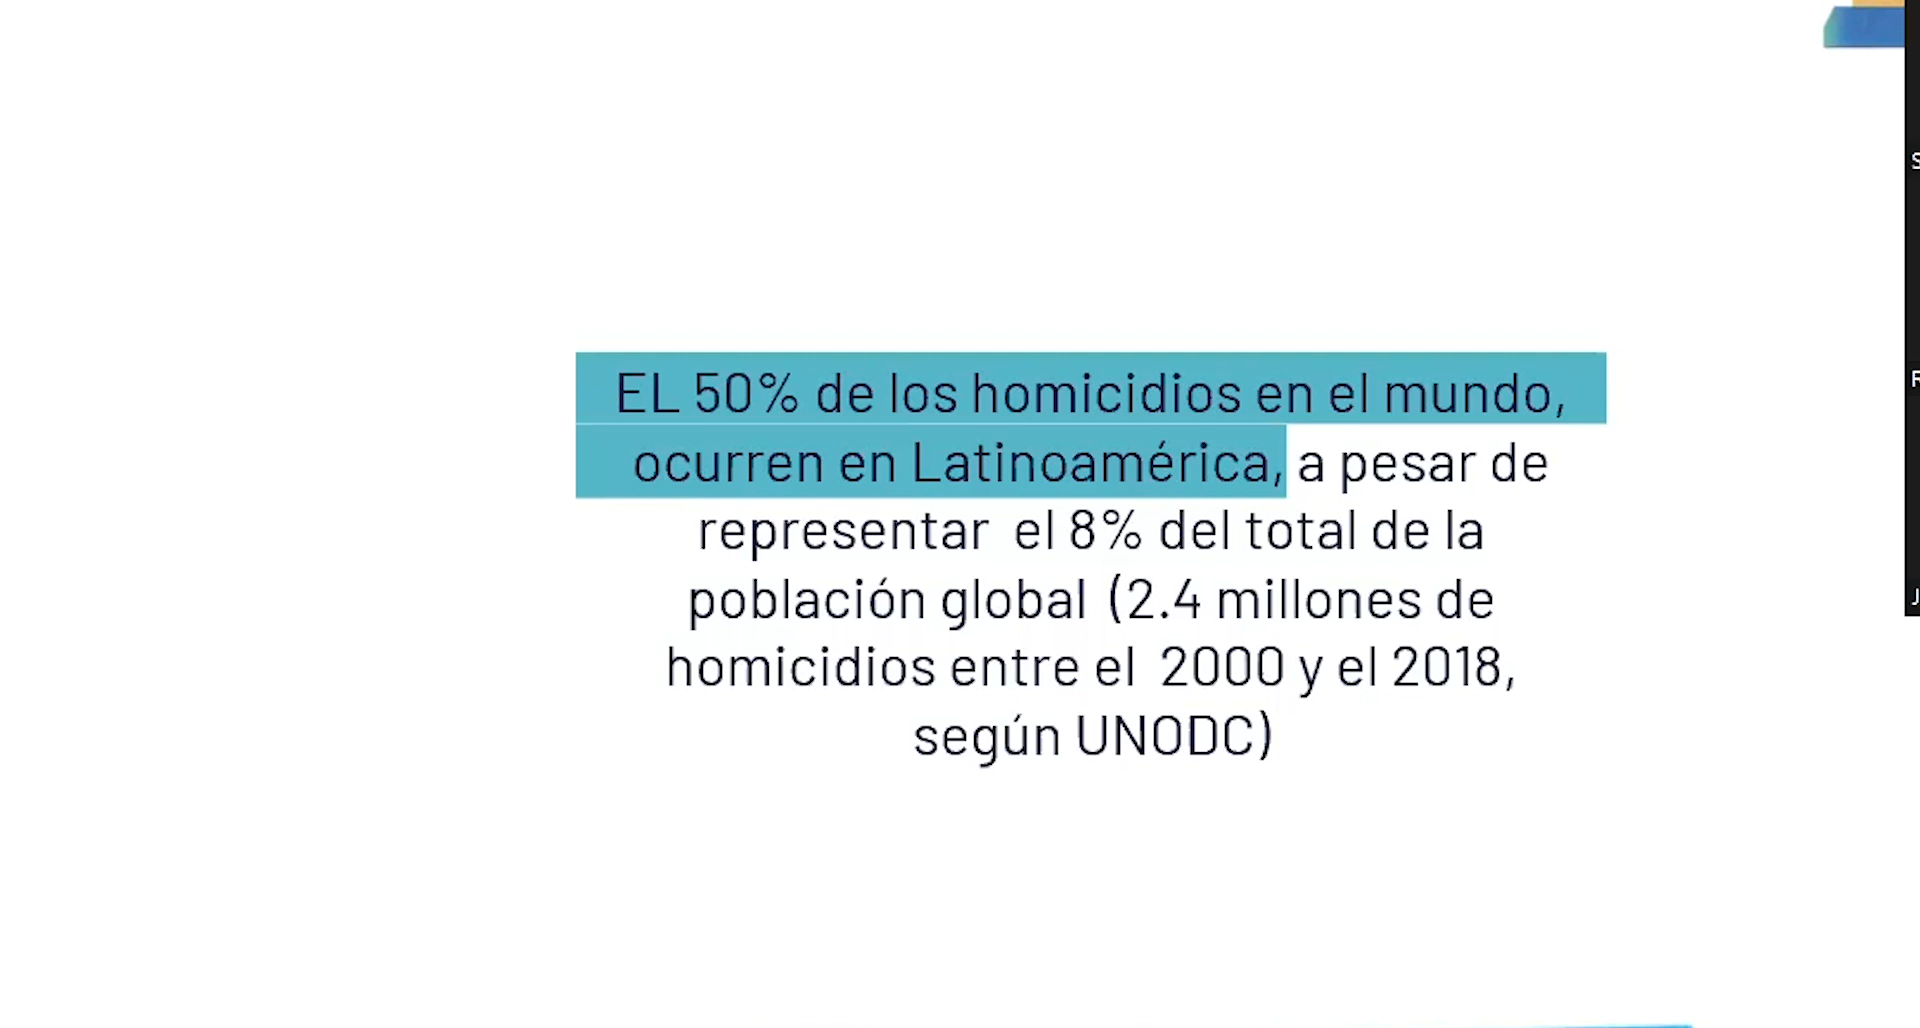 EL 50% de los homicidios en el mundo,
ocurren en Latinoamérica, a pesar de
representar el 8% del total de la
población global (2.4 millones de
homicidios entre el 2000 y el 2018,
según UNODC)